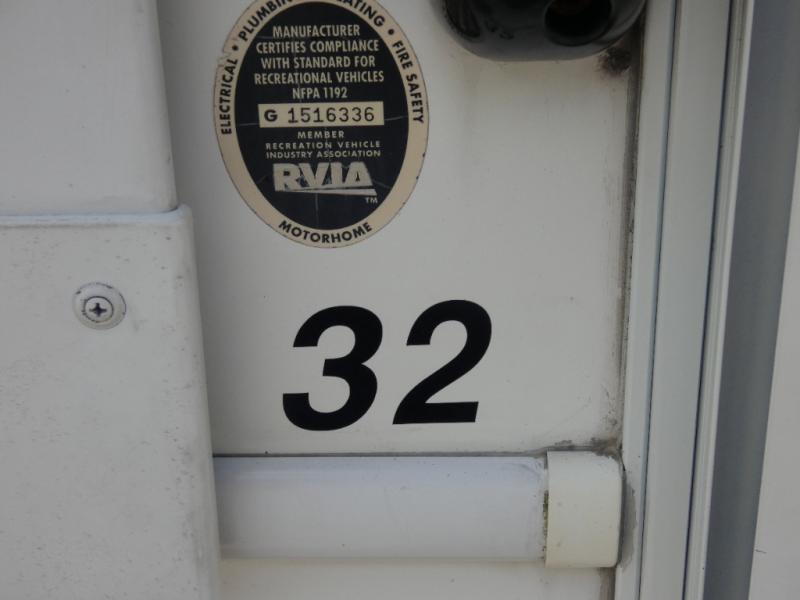 ELECTRICAL • PLUMBING • HEATING • FIRE SAFETY
MANUFACTURER
CERTIFIES COMPLIANCE
WITH STANDARD FOR
RECREATIONAL VEHICLES
NFPA 1192
G 1516336
MEMBER
RECREATION VEHICLE
INDUSTRY ASSOCIATION
RVIA
TM
MOTORHOME
32